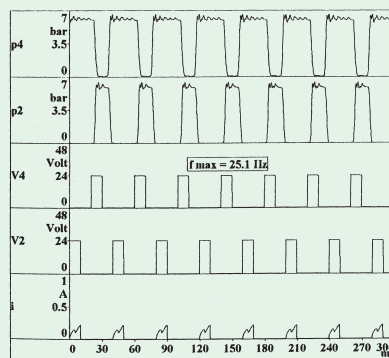 7
bar
p4 3.5
0
7
bar
p2 3.5
0
48
Volt
V4 24
0
f max = 25.1 Hz
48
Volt
V2 24
0
1
A
i 0.5
0
0 30 60 90 120 150 180 210 240 270 30